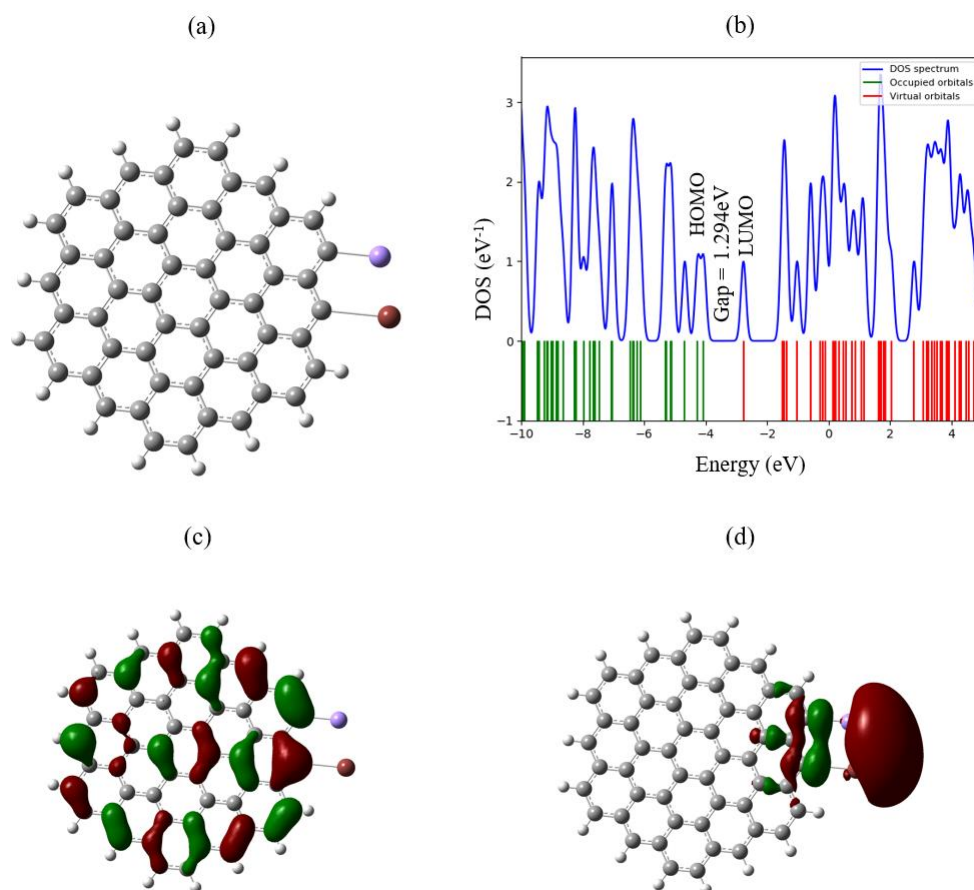 (a)
(b)
DOS spectrum
Occupied orbitals
Virtual orbitals
3
2
1
0
−1
DOS (eV⁻¹)
HOMO
Gap = 1.294eV
LUMO
−10
−8
−6
−4
−2
0
2
4
Energy (eV)
(c)
(d)